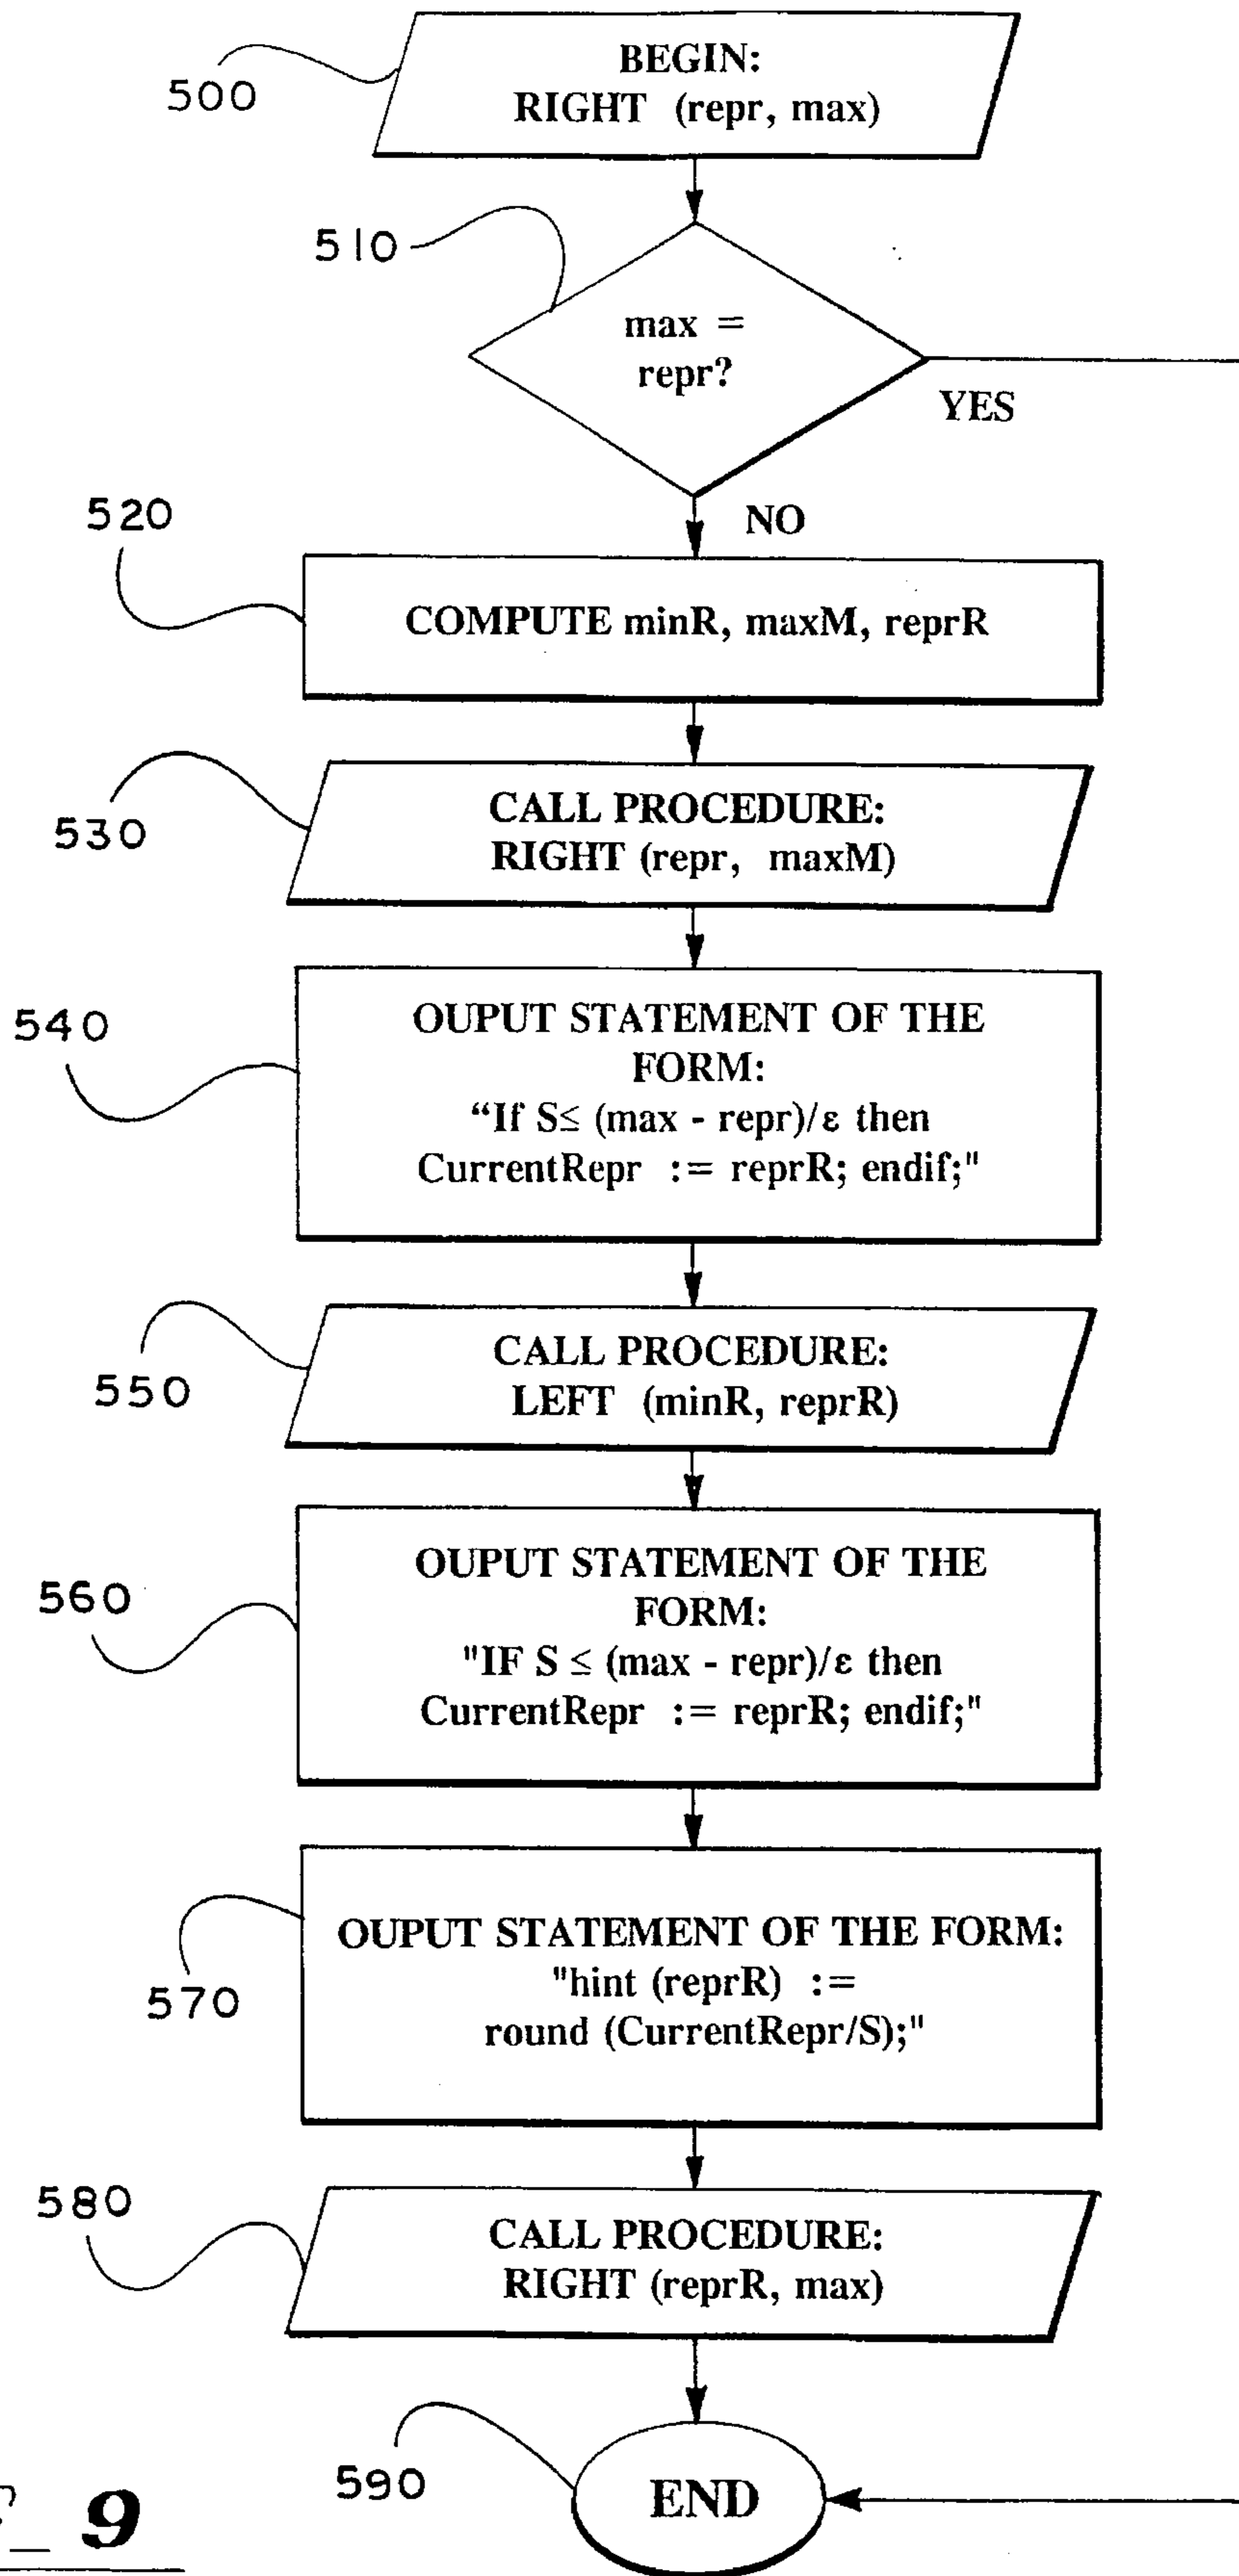 500
BEGIN:
RIGHT (repr, max)
510
max =
repr?
YES
NO
520
COMPUTE minR, maxM, reprR
530
CALL PROCEDURE:
RIGHT (repr, maxM)
540
OUPUT STATEMENT OF THE
FORM:
“If S≤ (max - repr)/ε then
CurrentRepr := reprR; endif;"
550
CALL PROCEDURE:
LEFT (minR, reprR)
560
OUPUT STATEMENT OF THE
FORM:
"IF S ≤ (max - repr)/ε then
CurrentRepr := reprR; endif;"
570
OUPUT STATEMENT OF THE FORM:
"hint (reprR) :=
round (CurrentRepr/S);"
580
CALL PROCEDURE:
RIGHT (reprR, max)
590
END
9